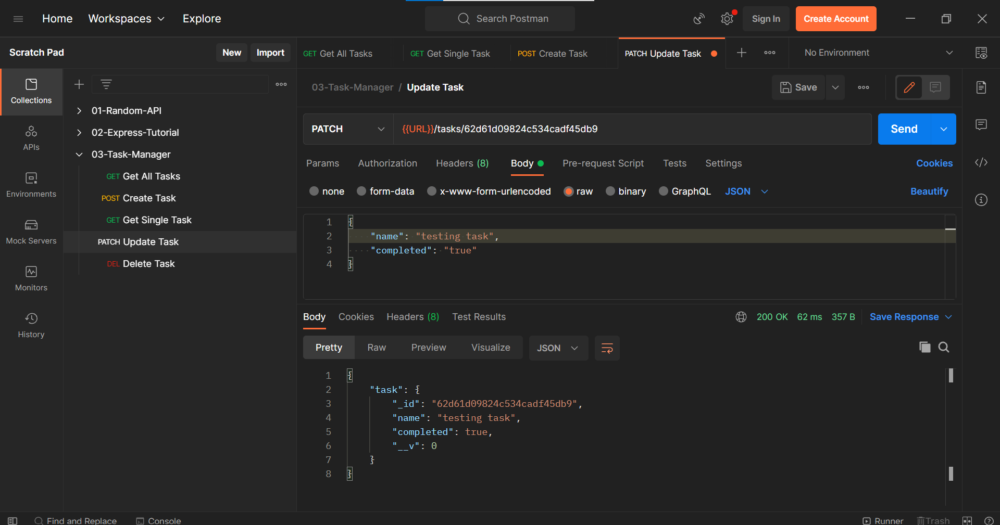 Home Workspaces Explore Search Postman Sign In Create Account
Scratch Pad New Import GET Get All Tasks GET Get Single Task POST Create Task PATCH Update Task No Environment
Collections
APIs
Environments
Mock Servers
Monitors
History
01-Random-API
02-Express-Tutorial
03-Task-Manager
GET Get All Tasks
POST Create Task
GET Get Single Task
PATCH Update Task
DEL Delete Task
03-Task-Manager / Update Task Save
PATCH {{URL}}/tasks/62d61d09824c534cadf45db9 Send
Params Authorization Headers (8) Body Pre-request Script Tests Settings Cookies
none form-data x-www-form-urlencoded raw binary GraphQL JSON Beautify
1 {
2 "name": "testing task",
3 "completed": "true"
4 }
Body Cookies Headers (8) Test Results 200 OK 62 ms 357 B Save Response
Pretty Raw Preview Visualize JSON
1 {
2 "task": {
3 "_id": "62d61d09824c534cadf45db9",
4 "name": "testing task",
5 "completed": true,
6 "__v": 0
7 }
8 }
Find and Replace Console Runner Trash